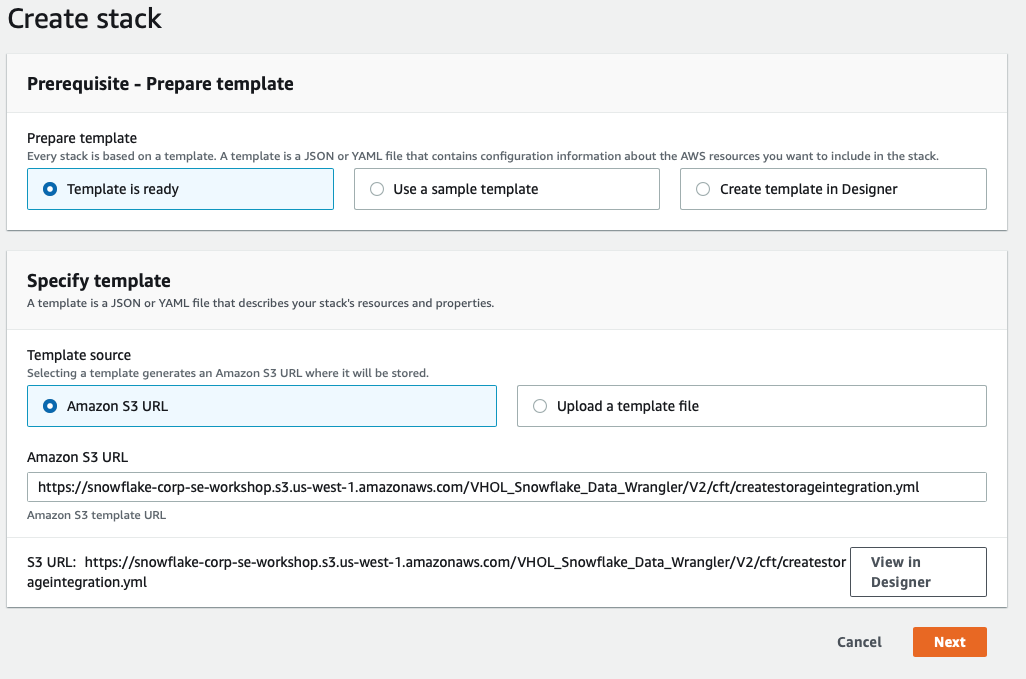 Create stack
Prerequisite - Prepare template
Prepare template
Every stack is based on a template. A template is a JSON or YAML file that contains configuration information about the AWS resources you want to include in the stack.
Template is ready
Use a sample template
Create template in Designer
Specify template
A template is a JSON or YAML file that describes your stack's resources and properties.
Template source
Selecting a template generates an Amazon S3 URL where it will be stored.
Amazon S3 URL
Upload a template file
Amazon S3 URL
https://snowflake-corp-se-workshop.s3.us-west-1.amazonaws.com/VHOL_Snowflake_Data_Wrangler/V2/cft/createstorageintegration.yml
Amazon S3 template URL
S3 URL: https://snowflake-corp-se-workshop.s3.us-west-1.amazonaws.com/VHOL_Snowflake_Data_Wrangler/V2/cft/createstor
ageintegration.yml
View in
Designer
Cancel
Next